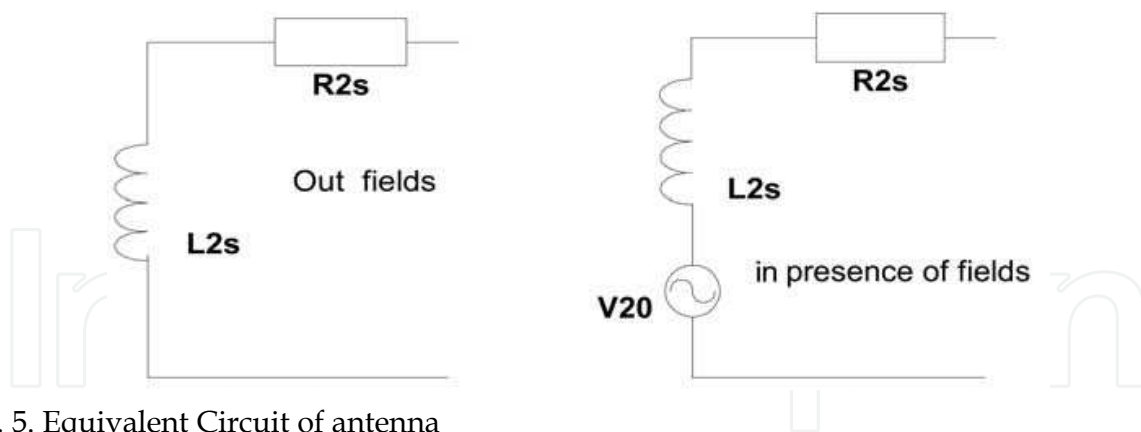 R2s
Out fields
L2s
R2s
L2s
in presence of fields
V20
. 5. Equivalent Circuit of antenna